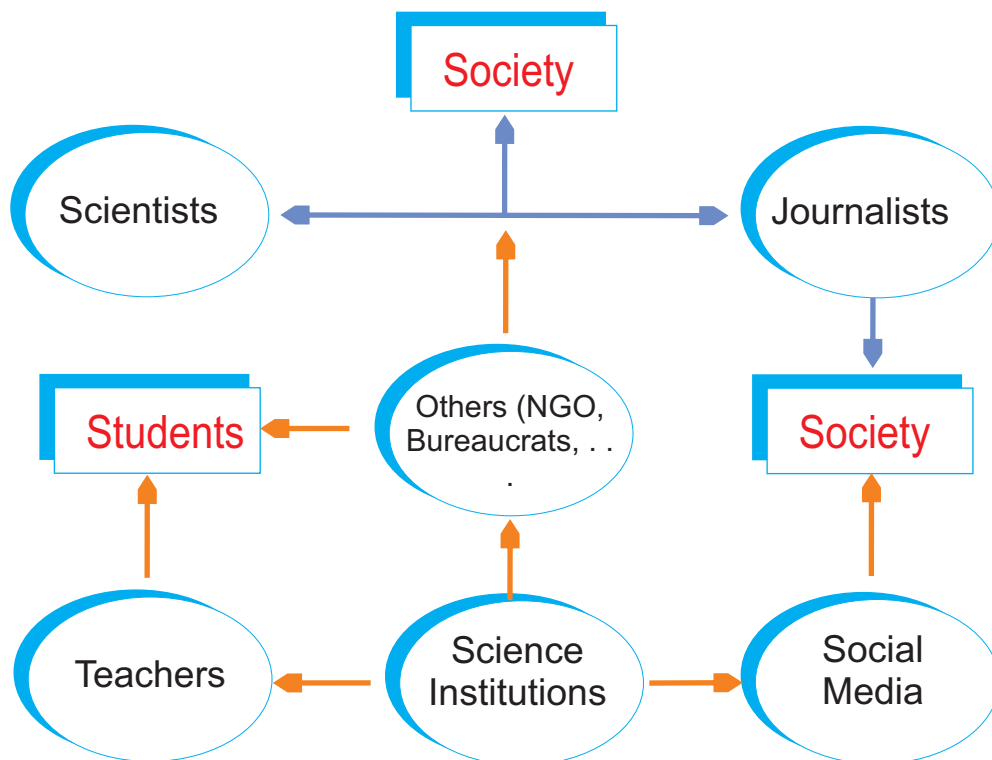 Society
Scientists
Journalists
Others (NGO,
Bureaucrats, . .
.
Students
Society
Teachers
Science
Institutions
Social
Media